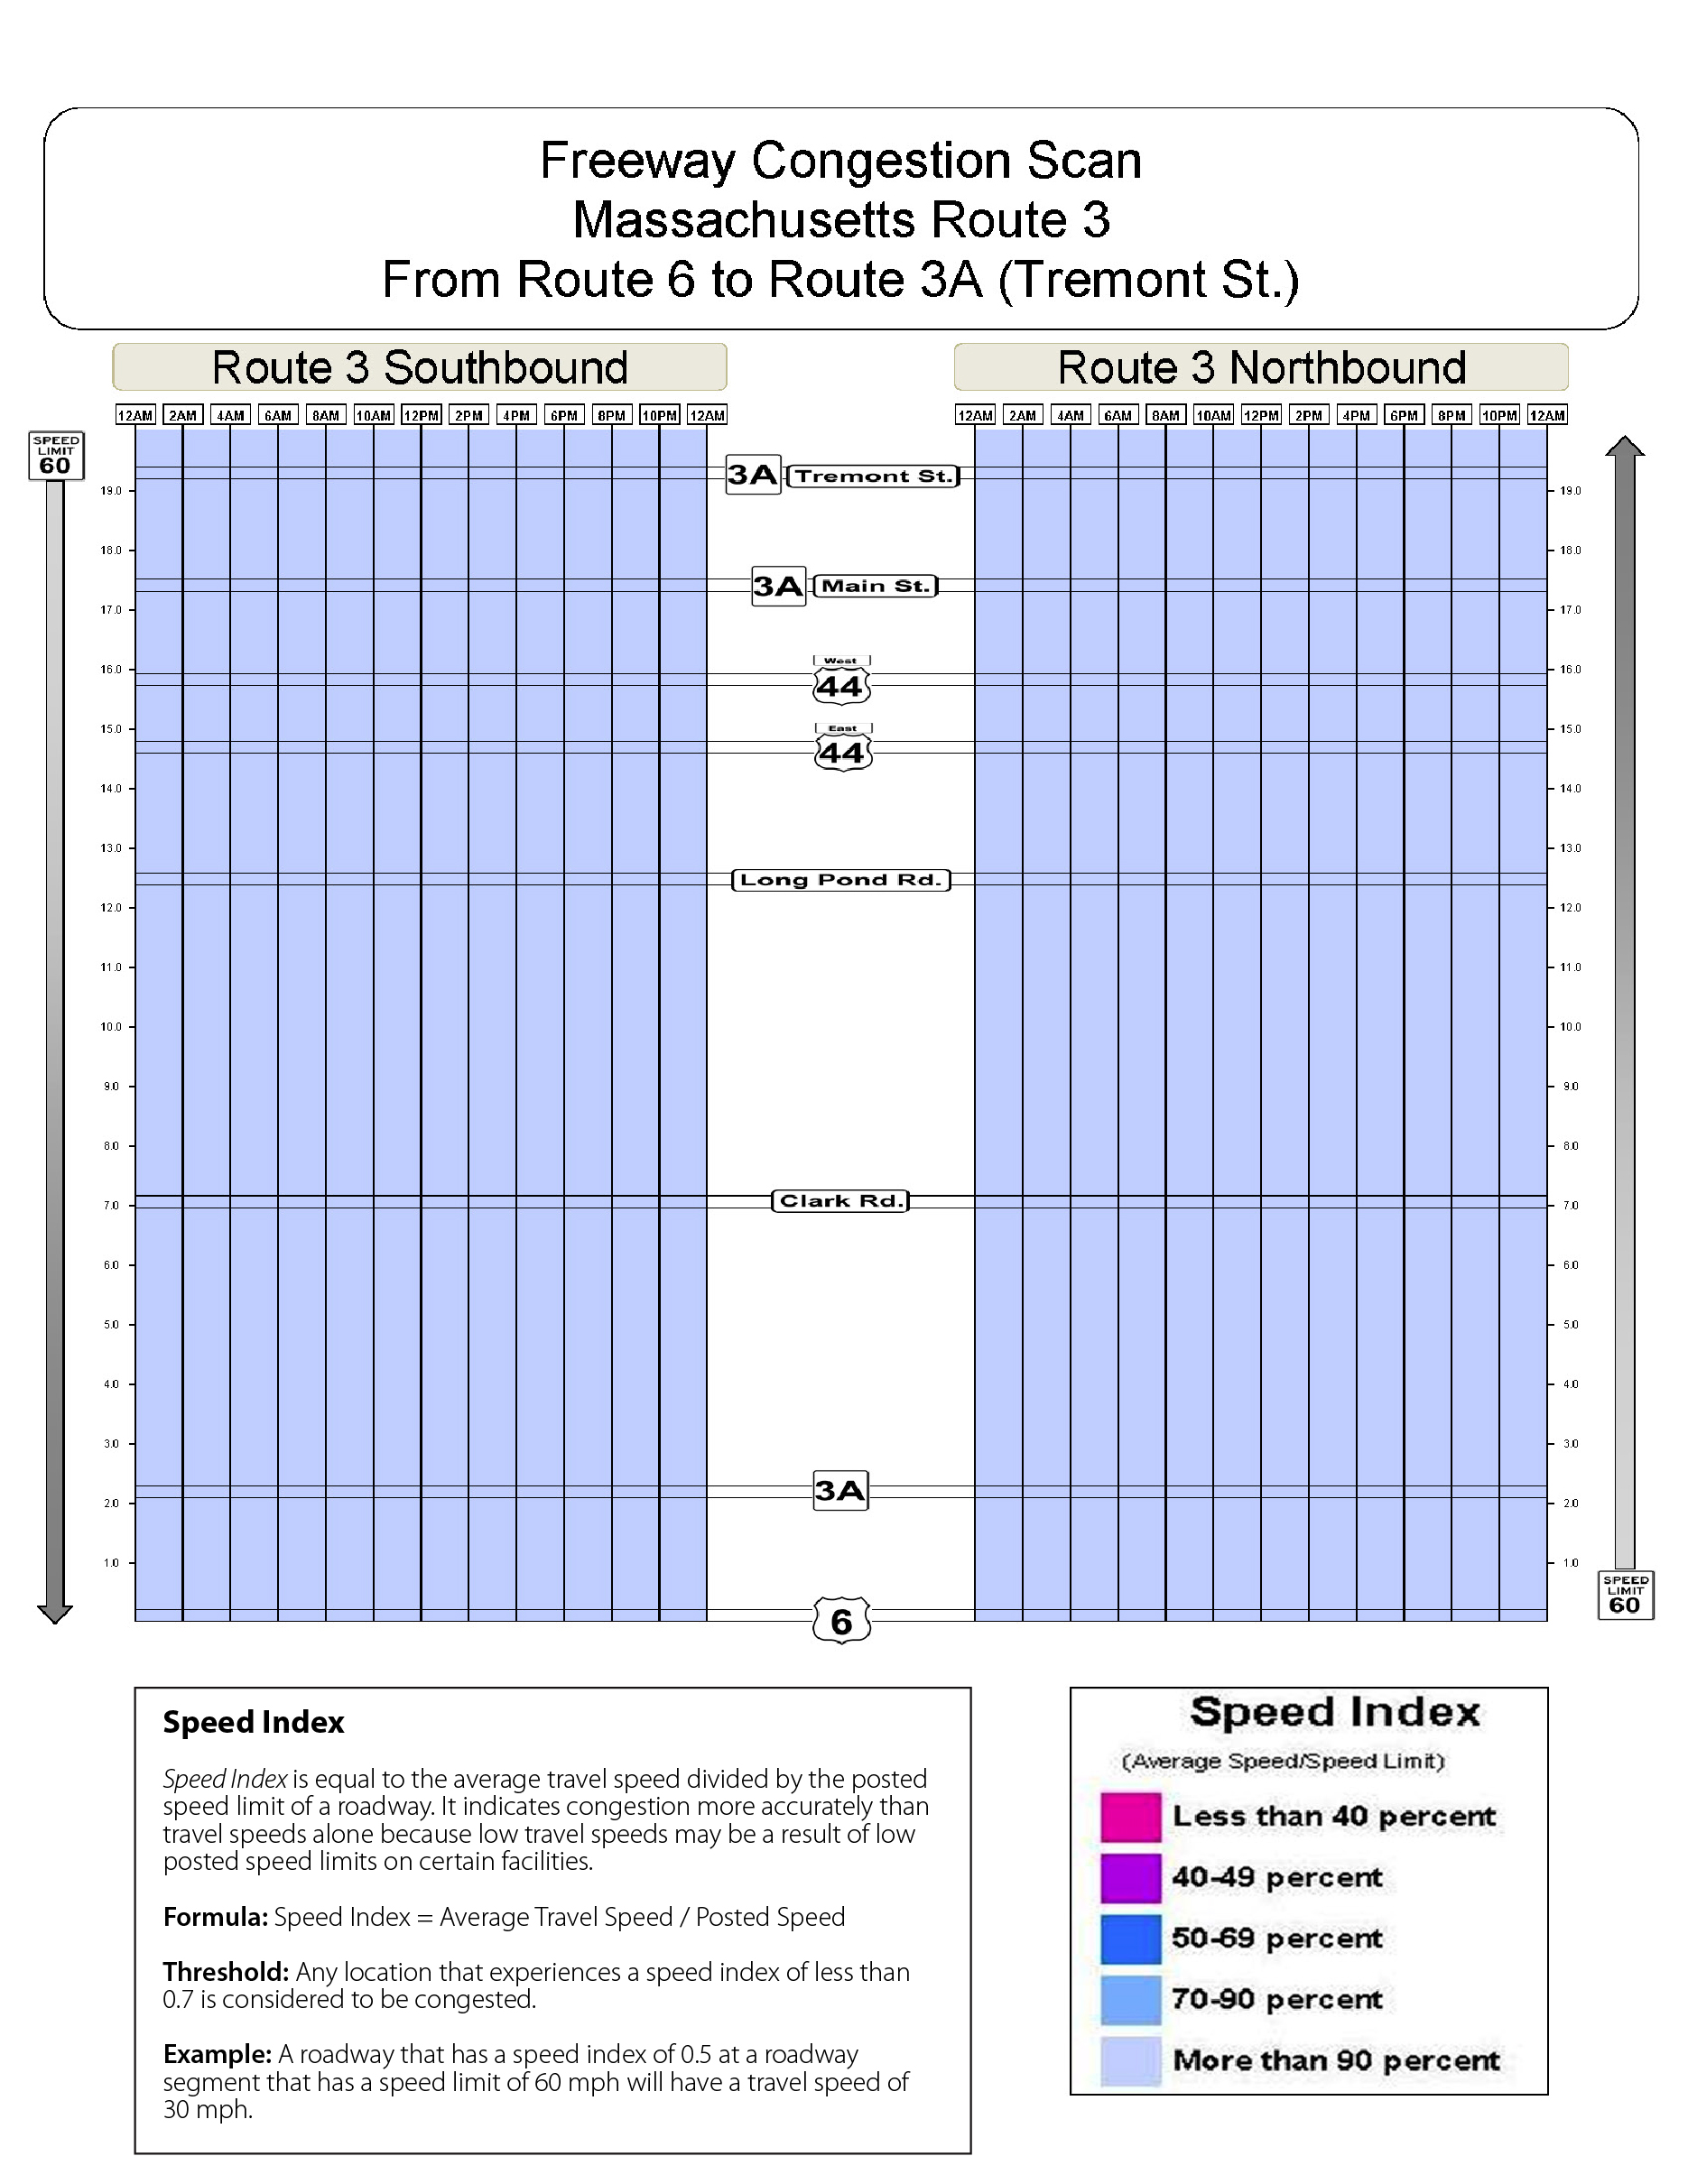 Freeway Congestion Scan
Massachusetts Route 3
From Route 6 to Route 3A (Tremont St.)
Route 3 Southbound
Route 3 Northbound
12AM 2AM 4AM 6AM 8AM 10AM 12PM 2PM 4PM 6PM 8PM 10PM 12AM
12AM 2AM 4AM 6AM 8AM 10AM 12PM 2PM 4PM 6PM 8PM 10PM 12AM
SPEED
LIMIT
60
3A Tremont St.
19.0 19.0
18.0 18.0
3A Main St.
17.0 17.0
West
16.0 16.0
44
East
15.0 15.0
44
14.0 14.0
13.0 13.0
Long Pond Rd.
12.0 12.0
11.0 11.0
10.0 10.0
9.0 9.0
8.0 8.0
Clark Rd.
7.0 7.0
6.0 6.0
5.0 5.0
4.0 4.0
3.0 3.0
3A
2.0 2.0
1.0 1.0
SPEED
LIMIT
60
6
Speed Index
Speed Index is equal to the average travel speed divided by the posted
speed limit of a roadway. It indicates congestion more accurately than
travel speeds alone because low travel speeds may be a result of low
posted speed limits on certain facilities.
Formula: Speed Index = Average Travel Speed / Posted Speed
Threshold: Any location that experiences a speed index of less than
0.7 is considered to be congested.
Example: A roadway that has a speed index of 0.5 at a roadway
segment that has a speed limit of 60 mph will have a travel speed of
30 mph.
Speed Index
(Average Speed/Speed Limit)
Less than 40 percent
40-49 percent
50-69 percent
70-90 percent
More than 90 percent